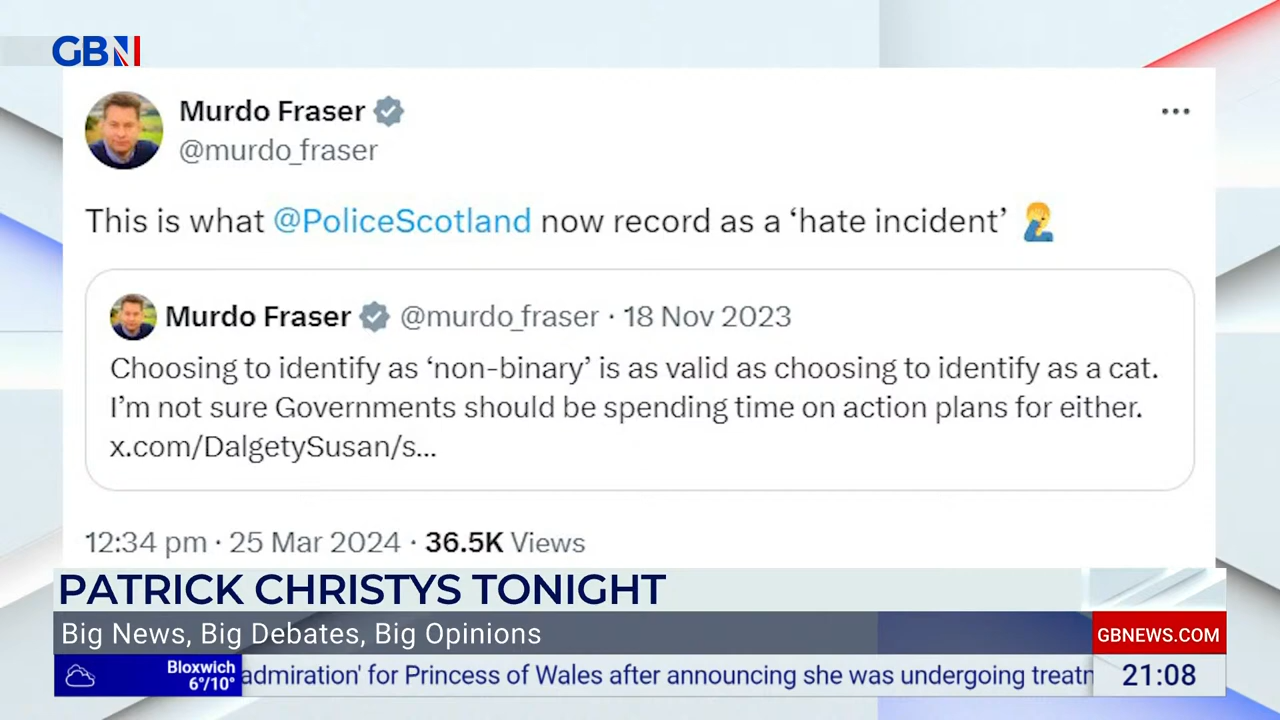 GBN
Murdo Fraser
@murdo_fraser
This is what @PoliceScotland now record as a ‘hate incident’ 🤦‍♂️
Murdo Fraser @murdo_fraser · 18 Nov 2023
Choosing to identify as ‘non-binary’ is as valid as choosing to identify as a cat.
I’m not sure Governments should be spending time on action plans for either.
x.com/DalgetySusan/s...
12:34 pm · 25 Mar 2024 · 36.5K Views
PATRICK CHRISTYS TONIGHT
Big News, Big Debates, Big Opinions
GBNEWS.COM
Bloxwich
6°/10°
admiration' for Princess of Wales after announcing she was undergoing treatm
21:08